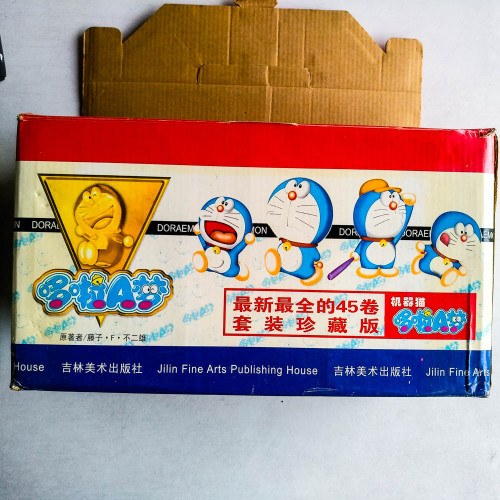 DORAE
DORAEMON
DORAEM
哆啦A梦
原著者/藤子·F·不二雄
最新最全的45卷
套装珍藏版
机器猫
哆啦A梦
House 吉林美术出版社 Jilin Fine Arts Publishing House 吉林美术出版社 Jilin Fine Arts Pu